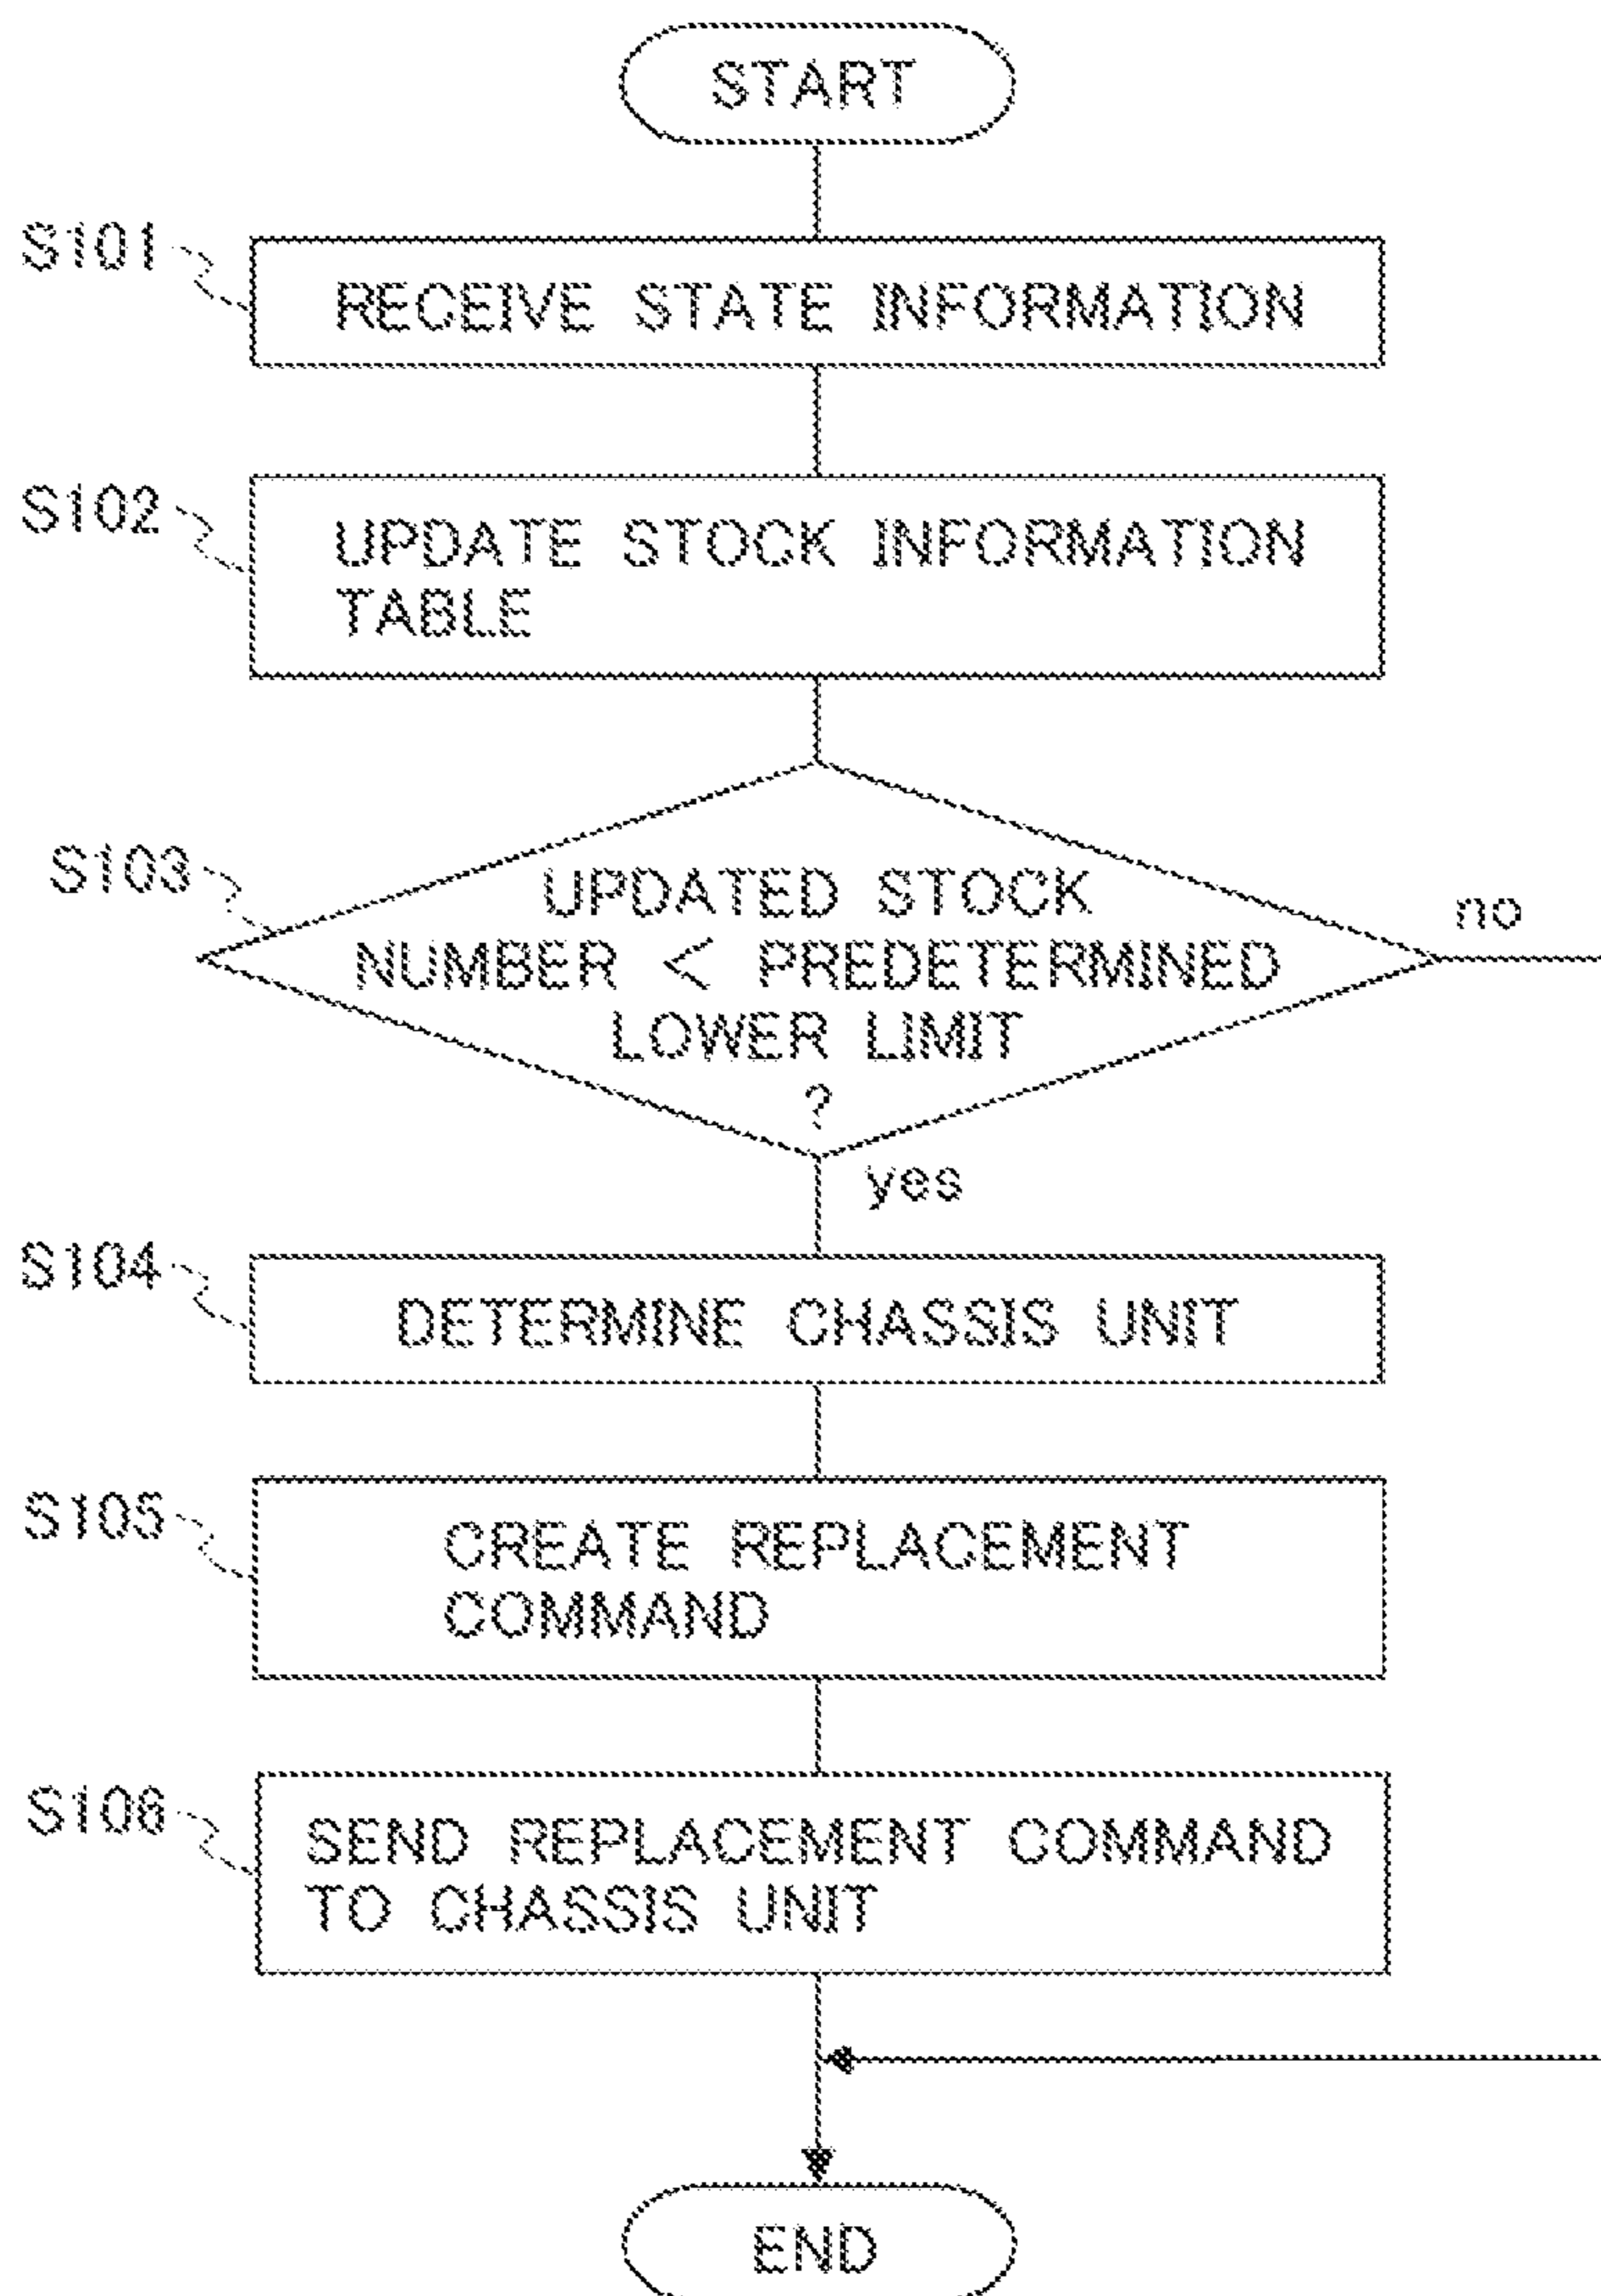 START
S101
RECEIVE STATE INFORMATION
S102
UPDATE STOCK INFORMATION
TABLE
S103
UPDATED STOCK
NUMBER < PREDETERMINED
LOWER LIMIT
?
no
yes
S104
DETERMINE CHASSIS UNIT
S105
CREATE REPLACEMENT
COMMAND
S106
SEND REPLACEMENT COMMAND
TO CHASSIS UNIT
END